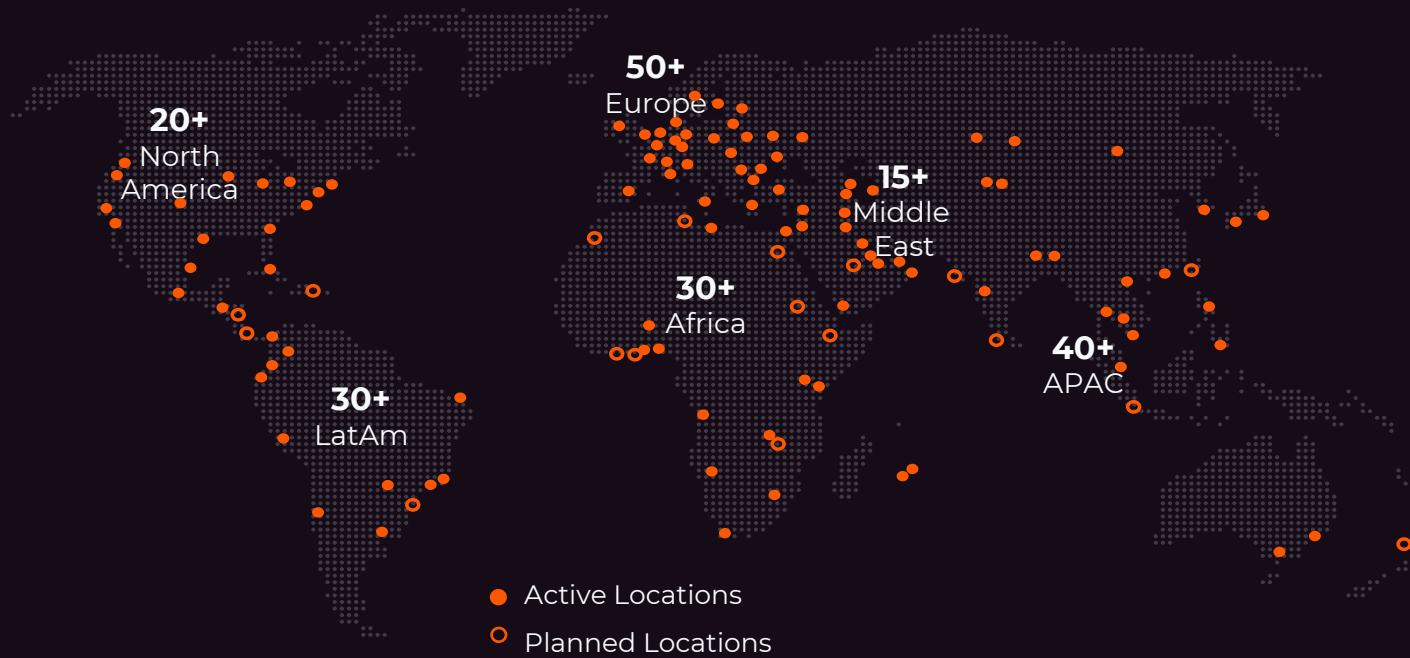 50+
Europe
20+
North
America
15+
Middle
East
30+
Africa
40+
APAC
30+
LatAm
Active Locations
Planned Locations